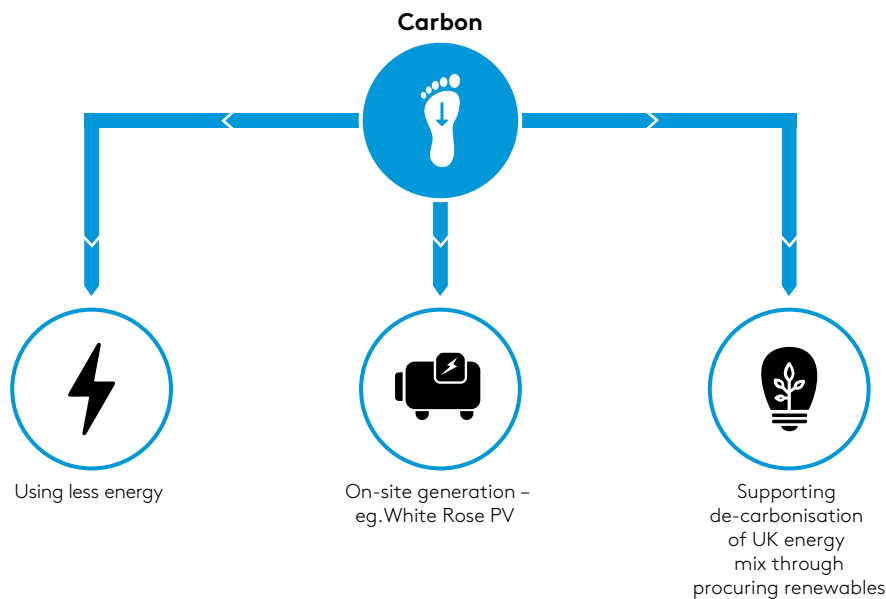 Carbon
Using less energy
On-site generation –
eg.White Rose PV
Supporting
de-carbonisation
of UK energy
mix through
procuring renewables